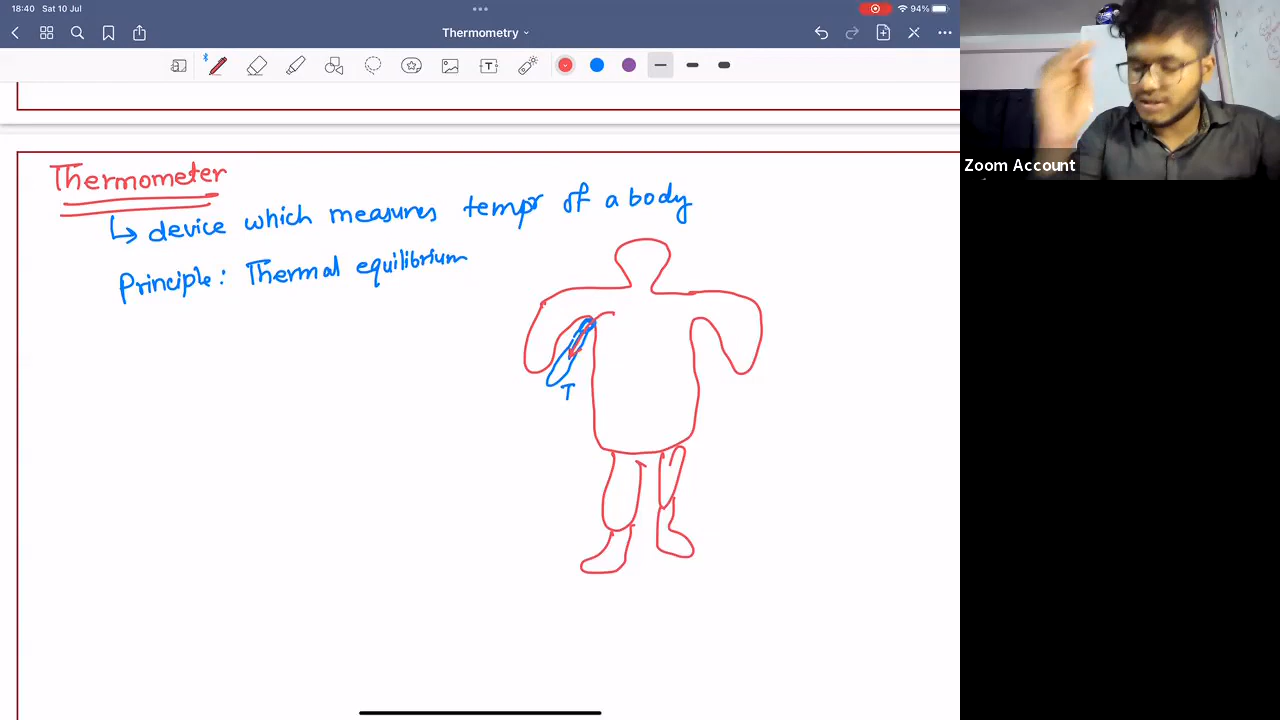 18:40 Sat 10 Jul
94%
Thermometry
T
Zoom Account
Thermometer
↳ device which measures tempr of a body
Principle: Thermal equilibrium
T